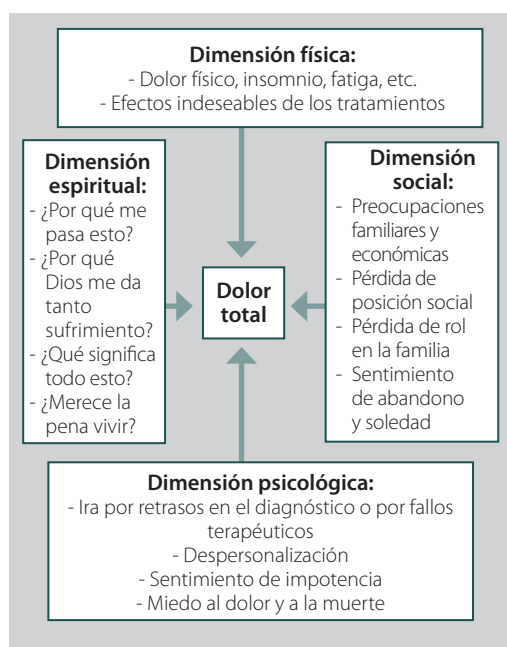 Dimensión física:
- Dolor físico, insomnio, fatiga, etc.
- Efectos indeseables de los tratamientos
Dimensión
espiritual:
- ¿Por qué me
pasa esto?
- ¿Por qué
Dios me da
tanto
sufrimiento?
- ¿Qué significa
todo esto?
- ¿Merece la
pena vivir?
Dolor
total
Dimensión
social:
- Preocupaciones
familiares y
económicas
- Pérdida de
posición social
- Pérdida de rol
en la familia
- Sentimiento
de abandono
y soledad
Dimensión psicológica:
- Ira por retrasos en el diagnóstico o por fallos
terapéuticos
- Despersonalización
- Sentimiento de impotencia
- Miedo al dolor y a la muerte